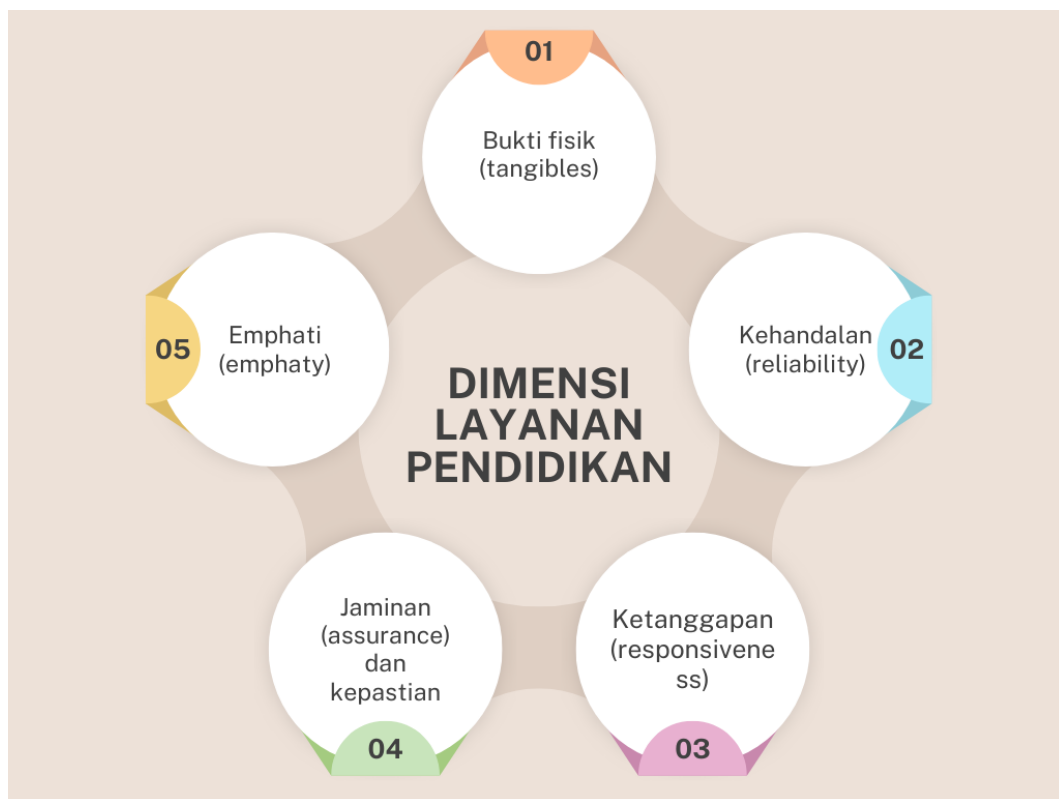 01
Bukti fisik
(tangibles)
02
Kehandalan
(reliability)
03
Ketanggapan
(responsivene
ss)
04
Jaminan
(assurance)
dan
kepastian
05
Emphati
(emphaty)
DIMENSI
LAYANAN
PENDIDIKAN